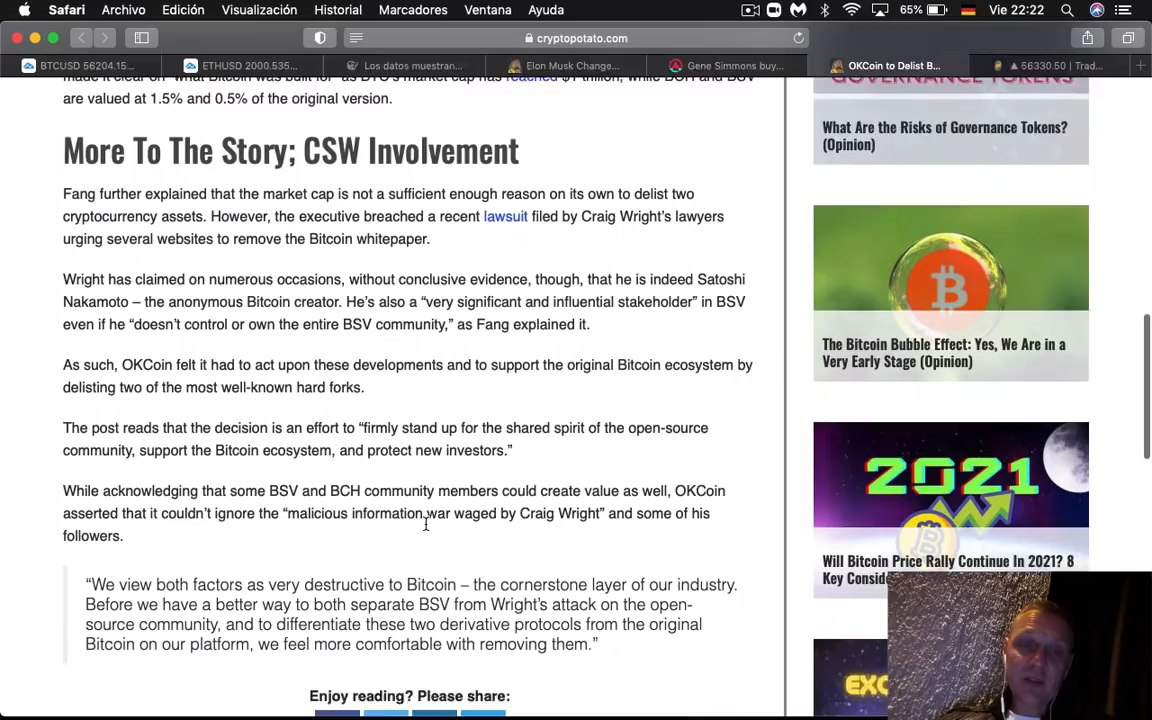 Safari Archivo Edición Visualización Historial Marcadores Ventana Ayuda 65% Vie 22:22
cryptopotato.com
BTCUSD 56204.15... ETHUSD 2000.535... Los datos muestran... Elon Musk Change... Gene Simmons buy... OKCoin to Delist B... ▲ 56330.50 | Trad...
are valued at 1.5% and 0.5% of the original version.
More To The Story; CSW Involvement
Fang further explained that the market cap is not a sufficient enough reason on its own to delist two
cryptocurrency assets. However, the executive breached a recent lawsuit filed by Craig Wright's lawyers
urging several websites to remove the Bitcoin whitepaper.
Wright has claimed on numerous occasions, without conclusive evidence, though, that he is indeed Satoshi
Nakamoto – the anonymous Bitcoin creator. He's also a “very significant and influential stakeholder” in BSV
even if he “doesn't control or own the entire BSV community,” as Fang explained it.
As such, OKCoin felt it had to act upon these developments and to support the original Bitcoin ecosystem by
delisting two of the most well-known hard forks.
The post reads that the decision is an effort to “firmly stand up for the shared spirit of the open-source
community, support the Bitcoin ecosystem, and protect new investors.”
While acknowledging that some BSV and BCH community members could create value as well, OKCoin
asserted that it couldn't ignore the “malicious information war waged by Craig Wright” and some of his
followers.
“We view both factors as very destructive to Bitcoin – the cornerstone layer of our industry.
Before we have a better way to both separate BSV from Wright's attack on the open-
source community, and to differentiate these two derivative protocols from the original
Bitcoin on our platform, we feel more comfortable with removing them.”
Enjoy reading? Please share:
GOVERNANCE TOKENS
What Are the Risks of Governance Tokens?
(Opinion)
The Bitcoin Bubble Effect: Yes, We Are in a
Very Early Stage (Opinion)
2021
Will Bitcoin Price Rally Continue In 2021? 8
Key